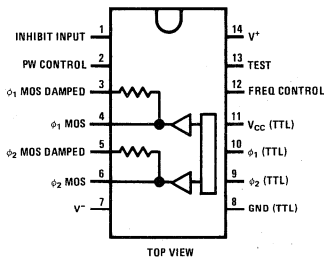 INHIBIT INPUT 1 14 V+
PW CONTROL 2 13 TEST
ϕ1 MOS DAMPED 3 12 FREQ CONTROL
ϕ1 MOS 4 11 VCC (TTL)
ϕ2 MOS DAMPED 5 10 ϕ1 (TTL)
ϕ2 MOS 6 9 ϕ2 (TTL)
V− 7 8 GND (TTL)
TOP VIEW